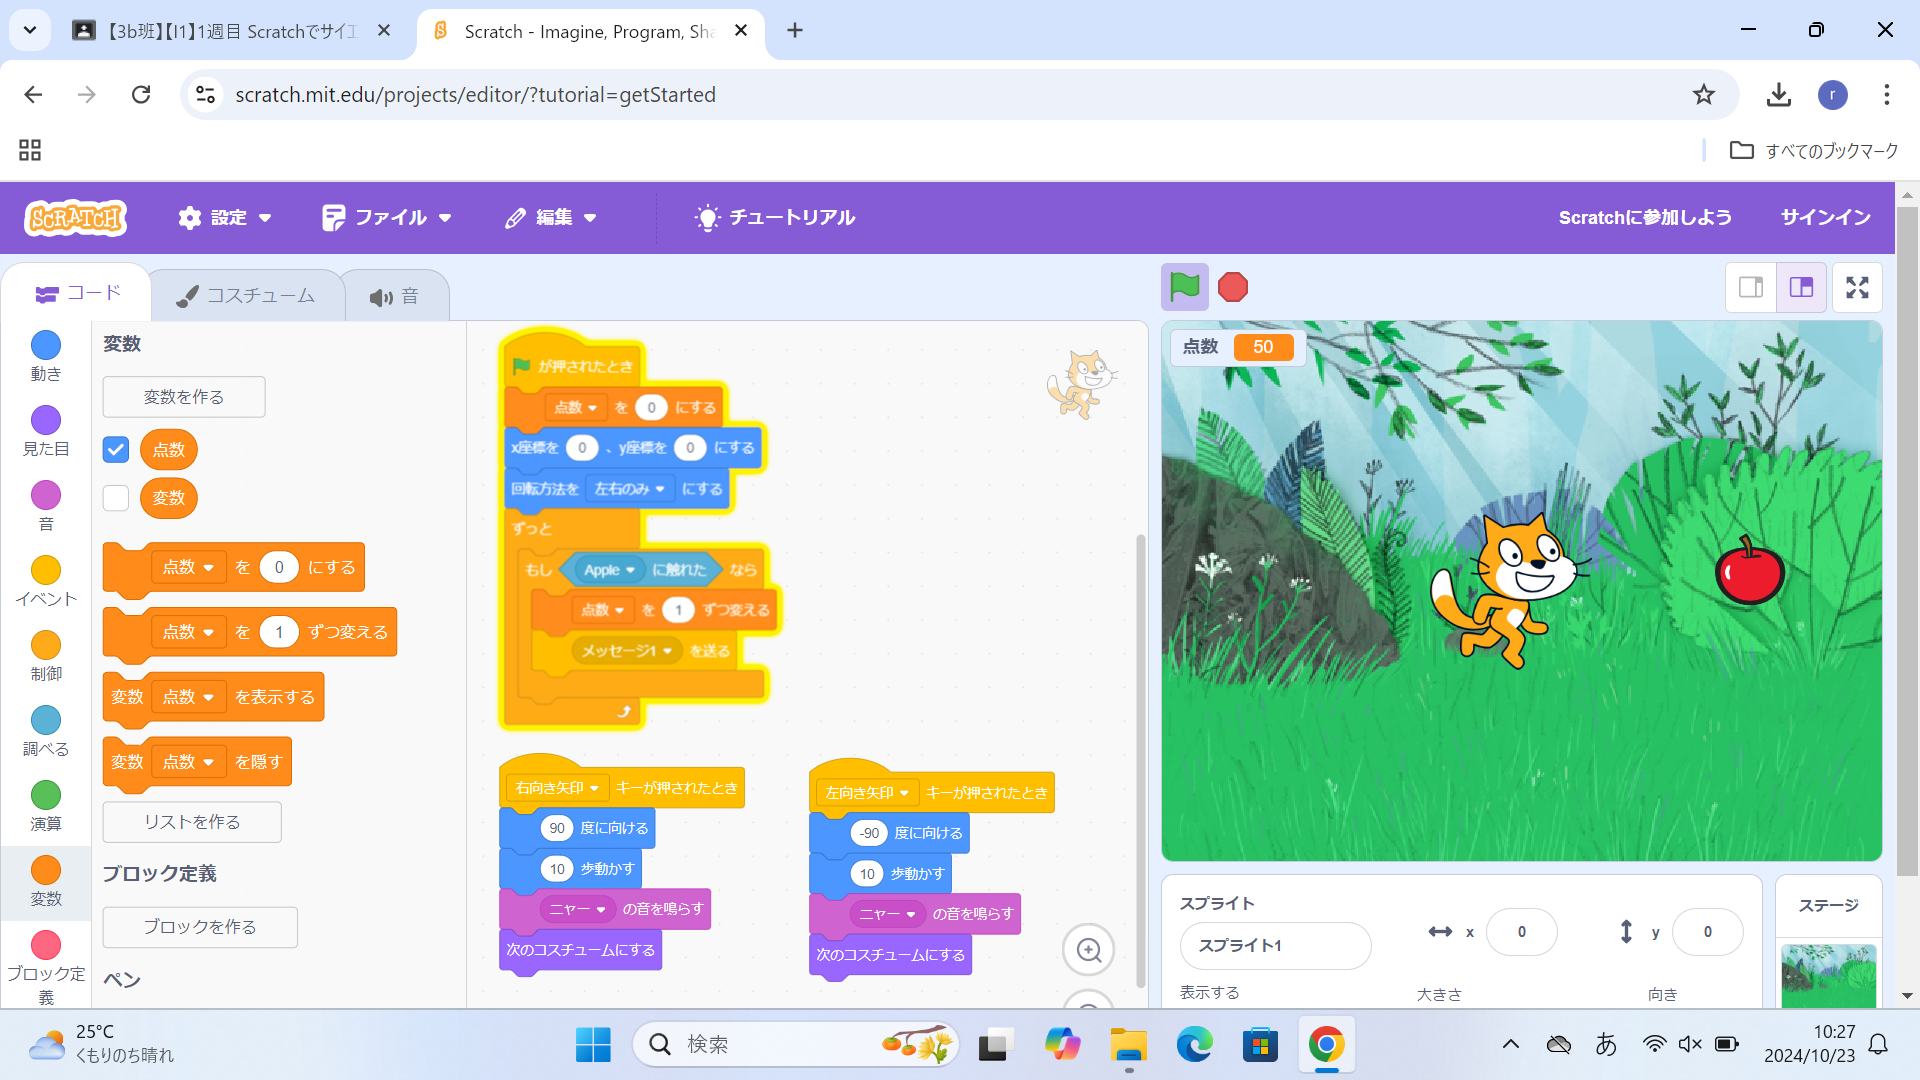 【3b班】【I1】1週目 Scratchでサイエ
Scratch - Imagine, Program, Sha
scratch.mit.edu/projects/editor/?tutorial=getStarted
r
すべてのブックマーク
SCRATCH
設定
ファイル
編集
チュートリアル
Scratchに参加しよう
サインイン
コード
コスチューム
音
動き
見た目
音
イベント
制御
調べる
演算
変数
ブロック定
義
変数
変数を作る
点数
変数
点数 を 0 にする
点数 を 1 ずつ変える
変数 点数 を表示する
変数 点数 を隠す
リストを作る
ブロック定義
ブロックを作る
ペン
が押されたとき
点数 を 0 にする
x座標を 0 、y座標を 0 にする
回転方法を 左右のみ にする
ずっと
もし Apple に触れた なら
点数 を 1 ずつ変える
メッセージ1 を送る
右向き矢印 キーが押されたとき
90 度に向ける
10 歩動かす
ニャー の音を鳴らす
次のコスチュームにする
左向き矢印 キーが押されたとき
-90 度に向ける
10 歩動かす
ニャー の音を鳴らす
次のコスチュームにする
点数 50
スプライト
スプライト1
x 0
y 0
表示する
大きさ
向き
ステージ
25°C
くもりのち晴れ
検索
あ
10:27
2024/10/23